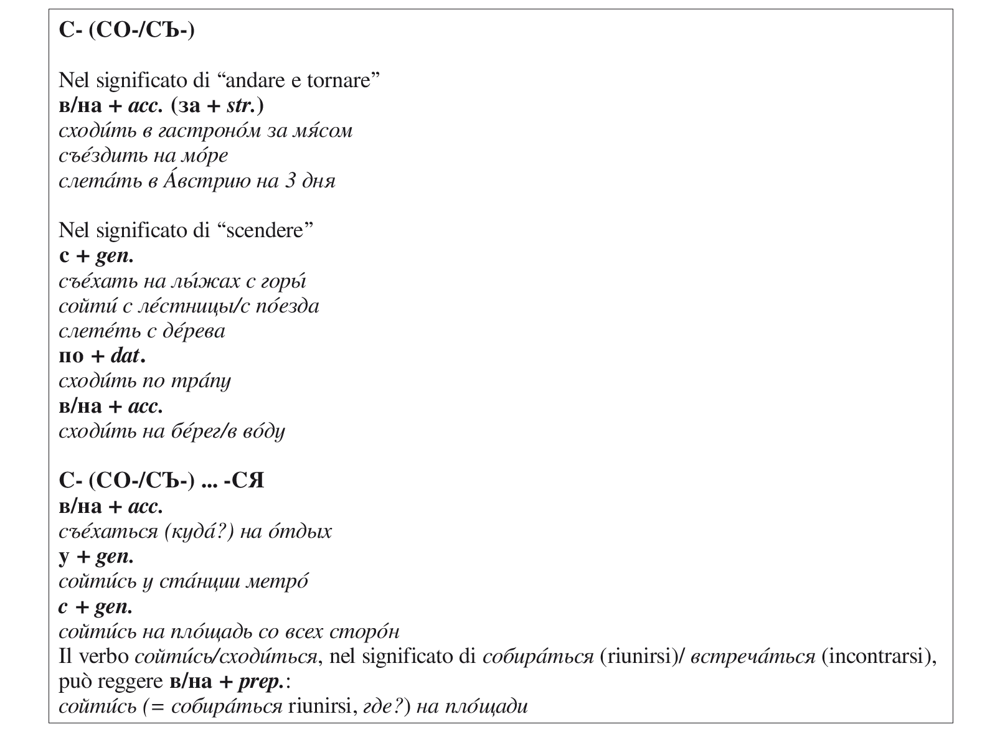 С- (СО-/СЪ-)
Nel significato di “andare e tornare”
в/на + acc. (за + str.)
сходи́ть в гастроно́м за мя́сом
съе́здить на мо́ре
слета́ть в А́встрию на 3 дня
Nel significato di “scendere”
с + gen.
съе́хать на лы́жах с горы́
сойти́ с ле́стницы/с по́езда
слете́ть с де́рева
по + dat.
сходи́ть по тра́пу
в/на + acc.
сходи́ть на бе́рег/в во́ду
С- (СО-/СЪ-) ... -СЯ
в/на + acc.
съе́хаться (куда́?) на о́тдых
у + gen.
сойти́сь у ста́нции метро́
с + gen.
сойти́сь на пло́щадь со всех сторо́н
Il verbo сойти́сь/сходи́ться, nel significato di собира́ться (riunirsi)/ встреча́ться (incontrarsi),
può reggere в/на + prep.:
сойти́сь (= собира́ться riunirsi, где?) на пло́щади